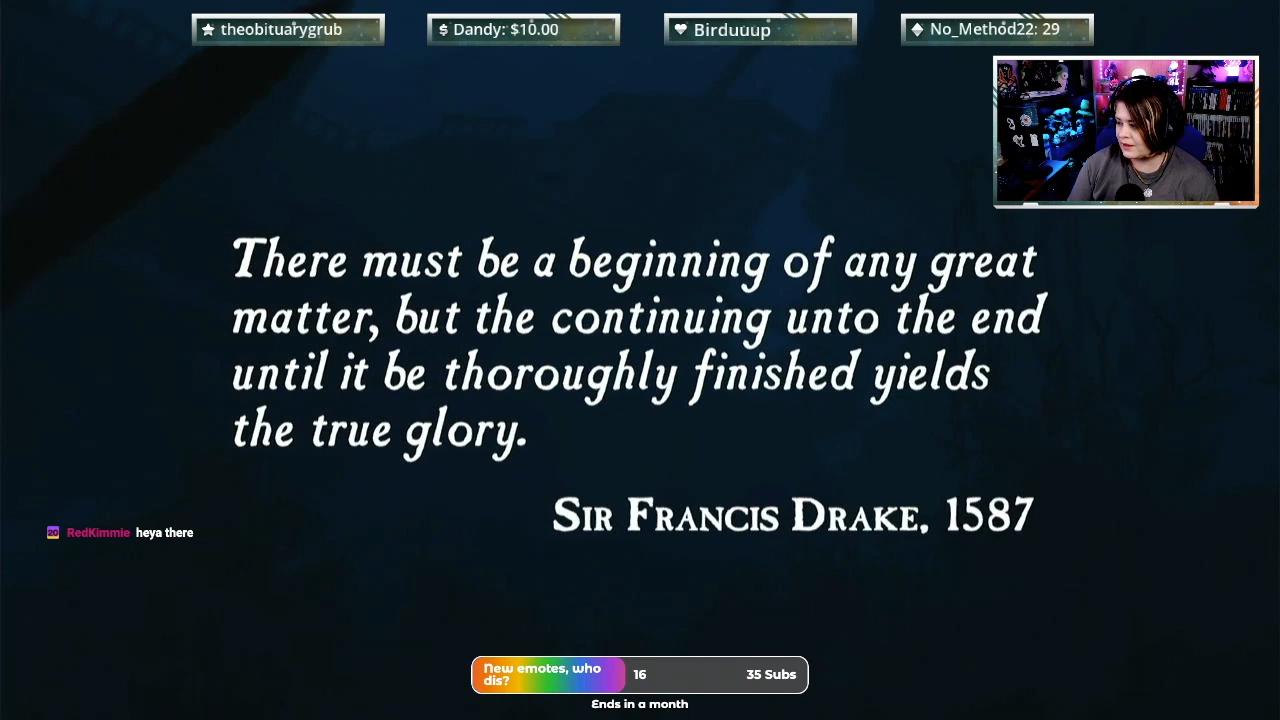 theobituarygrub
$ Dandy: $10.00
Birduuup
No_Method22: 29
There must be a beginning of any great
matter, but the continuing unto the end
until it be thoroughly finished yields
the true glory.
Sir Francis Drake, 1587
20 RedKimmie heya there
New emotes, who
dis?
16
35 Subs
Ends in a month